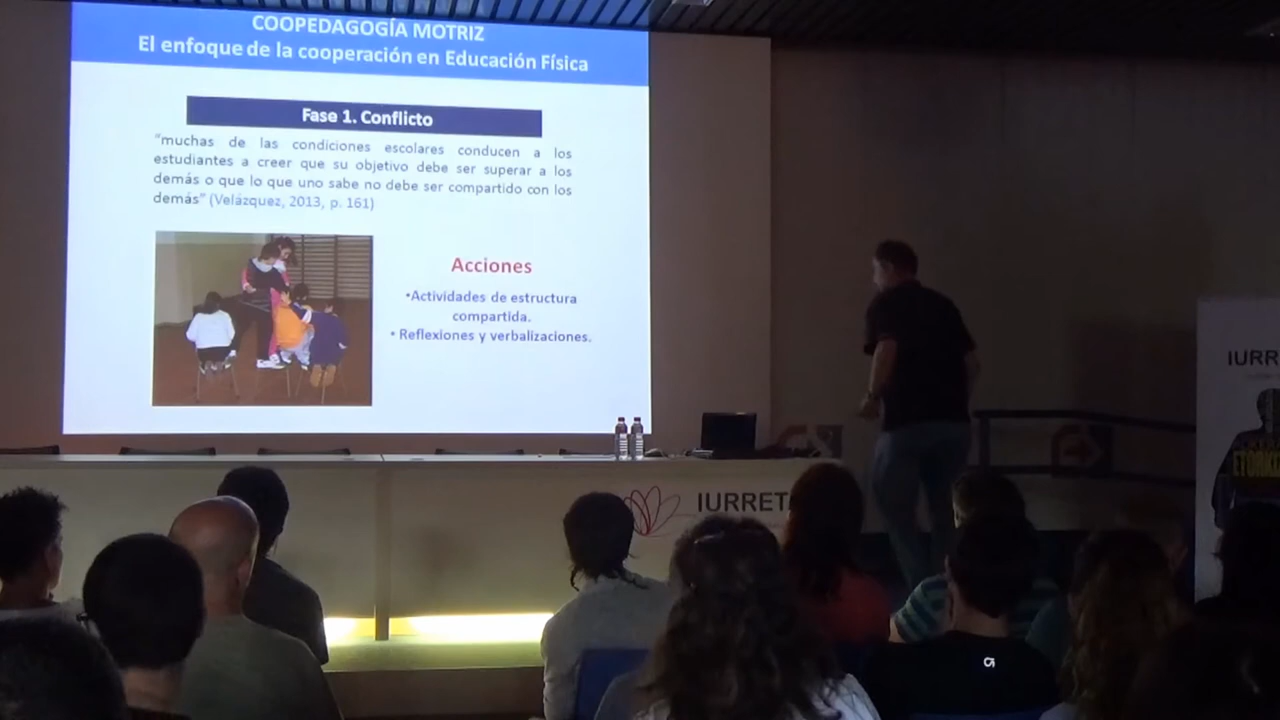 COOPEDAGOGÍA MOTRIZ
El enfoque de la cooperación en Educación Física
Fase 1. Conflicto
"muchas de las condiciones escolares conducen a los
estudiantes a creer que su objetivo debe ser superar a los
demás o que lo que uno sabe no debe ser compartido con los
demás" (Velázquez, 2013, p. 161)
Acciones
•Actividades de estructura
compartida.
• Reflexiones y verbalizaciones.
IURR
IURRETA